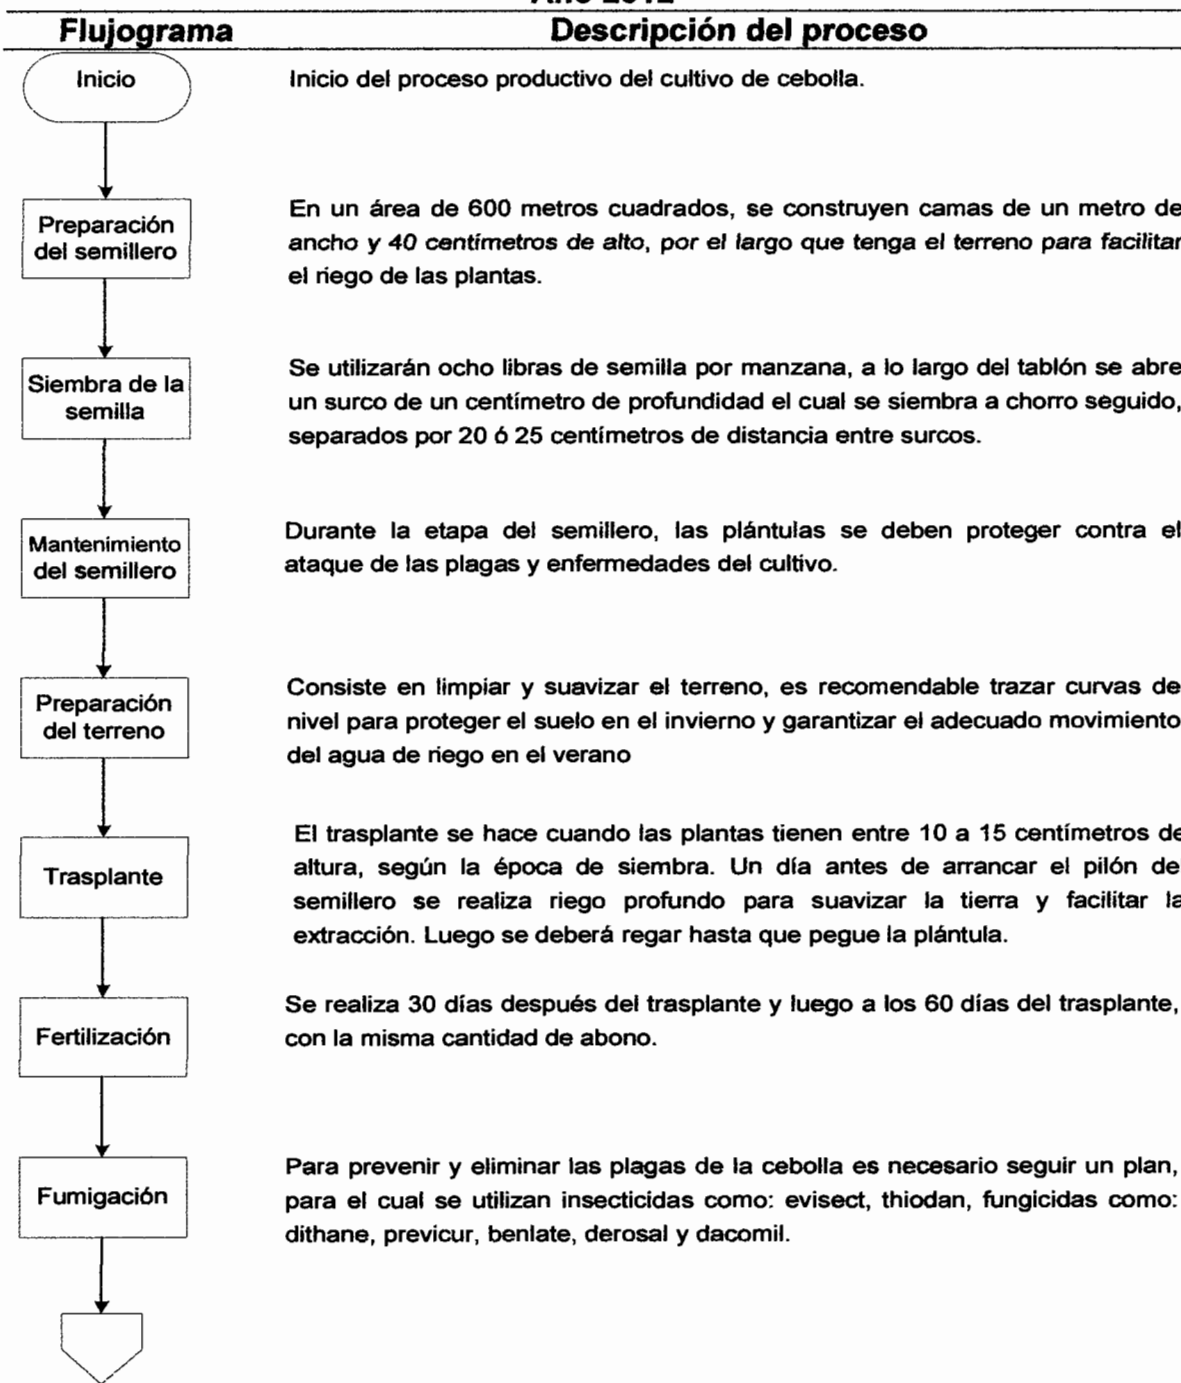 Año 2012
Flujograma Descripción del proceso
Inicio
Inicio del proceso productivo del cultivo de cebolla.
Preparación
del semillero
En un área de 600 metros cuadrados, se construyen camas de un metro de
ancho y 40 centímetros de alto, por el largo que tenga el terreno para facilitar
el riego de las plantas.
Siembra de la
semilla
Se utilizarán ocho libras de semilla por manzana, a lo largo del tablón se abre
un surco de un centímetro de profundidad el cual se siembra a chorro seguido,
separados por 20 ó 25 centímetros de distancia entre surcos.
Mantenimiento
del semillero
Durante la etapa del semillero, las plántulas se deben proteger contra el
ataque de las plagas y enfermedades del cultivo.
Preparación
del terreno
Consiste en limpiar y suavizar el terreno, es recomendable trazar curvas de
nivel para proteger el suelo en el invierno y garantizar el adecuado movimiento
del agua de riego en el verano
Trasplante
El trasplante se hace cuando las plantas tienen entre 10 a 15 centímetros de
altura, según la época de siembra. Un día antes de arrancar el pilón de
semillero se realiza riego profundo para suavizar la tierra y facilitar la
extracción. Luego se deberá regar hasta que pegue la plántula.
Fertilización
Se realiza 30 días después del trasplante y luego a los 60 días del trasplante,
con la misma cantidad de abono.
Fumigación
Para prevenir y eliminar las plagas de la cebolla es necesario seguir un plan,
para el cual se utilizan insecticidas como: evisect, thiodan, fungicidas como:
dithane, previcur, benlate, derosal y dacomil.